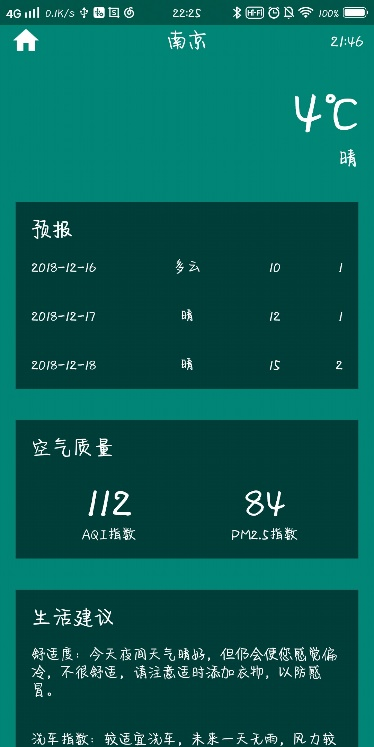 4G 0.1K/s 22:25 HI-FI 100%
南京 21:46
4℃
晴
预报
2018-12-16 多云 10 1
2018-12-17 晴 12 1
2018-12-18 晴 15 2
空气质量
112 84
AQI指数 PM2.5指数
生活建议
舒适度：今天夜间天气晴好，但仍会使您感觉偏
冷，不很舒适，请注意适时添加衣物，以防感
冒。
洗车指数：较适宜洗车，未来一天无雨，风力较